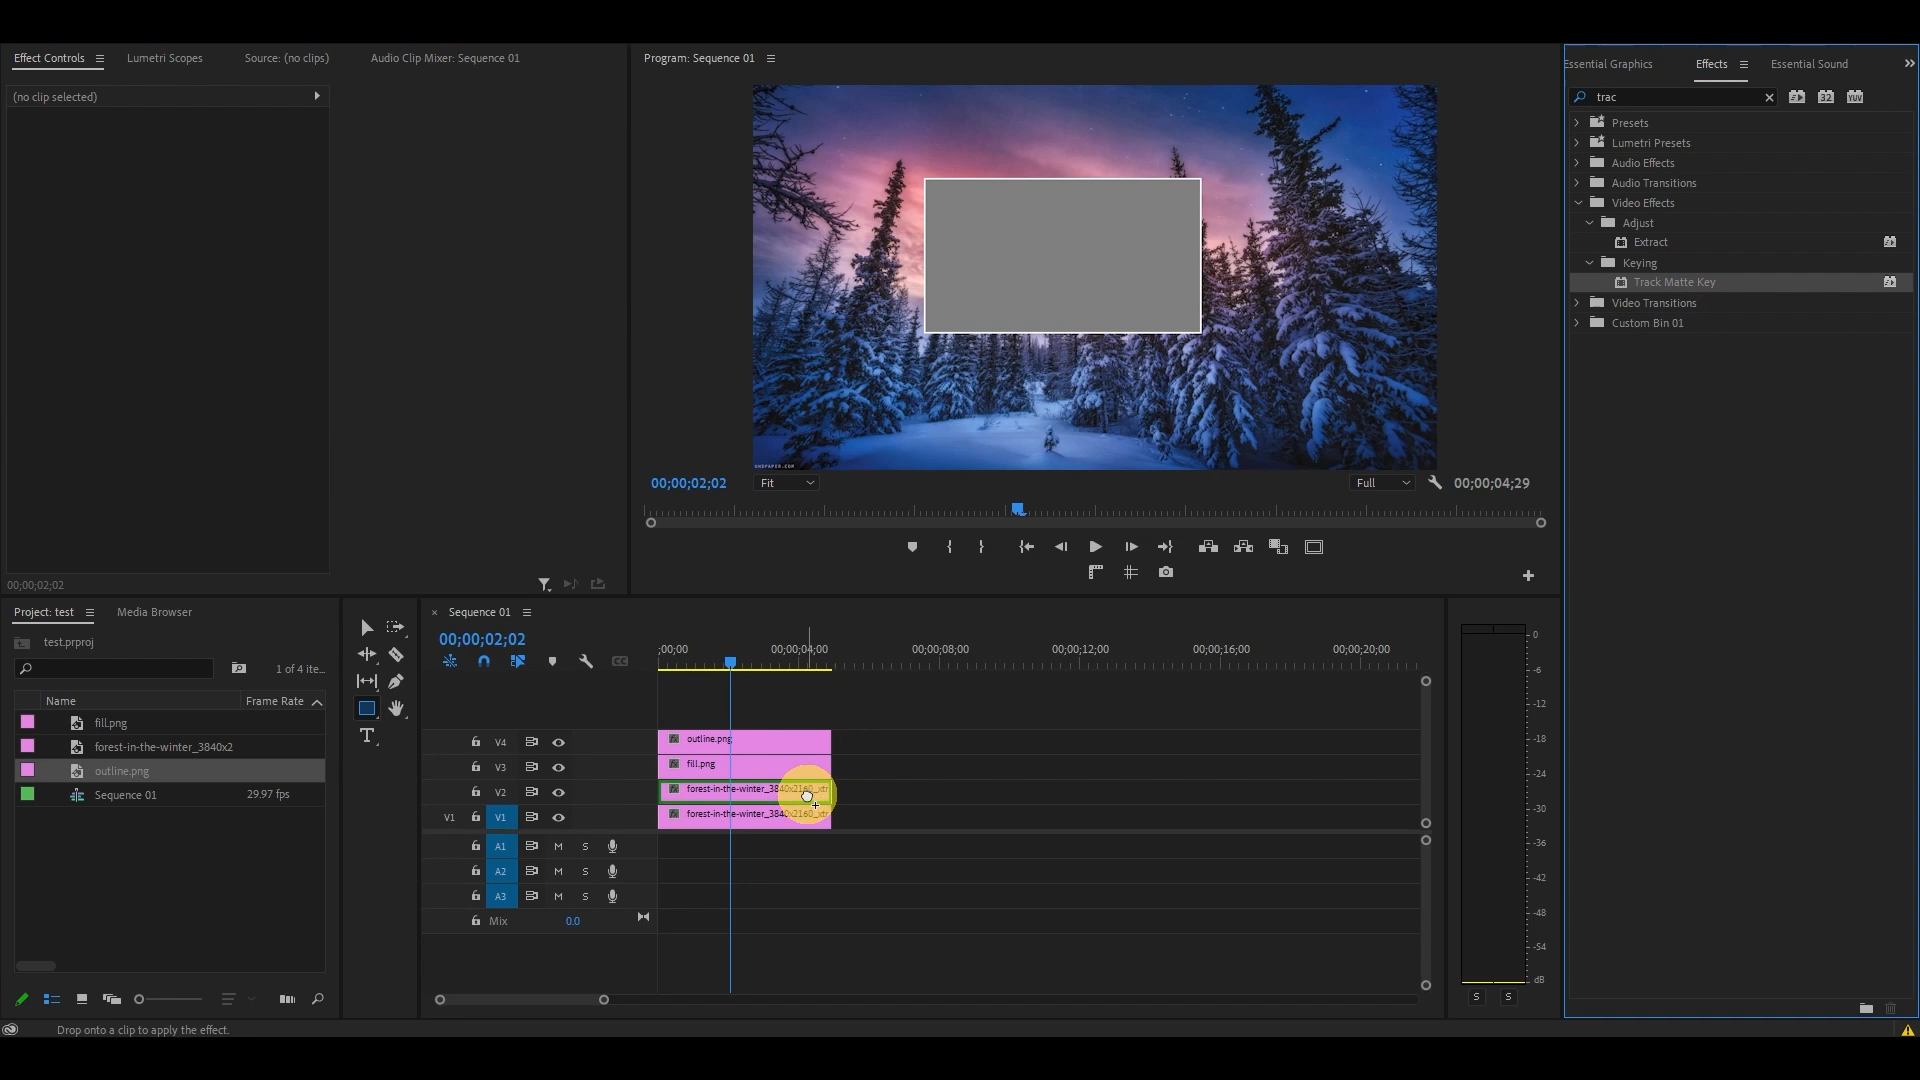 Effect Controls
Lumetri Scopes
Source: (no clips)
Audio Clip Mixer: Sequence 01
(no clip selected)
00;00;02;02
Program: Sequence 01
00;00;02;02
Fit
Full
00;00;04;29
Essential Graphics
Effects
Essential Sound
trac
32
YUV
Presets
Lumetri Presets
Audio Effects
Audio Transitions
Video Effects
Adjust
Extract
Keying
Track Matte Key
Video Transitions
Custom Bin 01
Project: test
Media Browser
test.prproj
1 of 4 ite...
Name
Frame Rate
fill.png
forest-in-the-winter_3840x2
outline.png
Sequence 01
29.97 fps
Sequence 01
00;00;02;02
;00;00
00;00;04;00
00;00;08;00
00;00;12;00
00;00;16;00
00;00;20;00
V4
outline.png
V3
fill.png
V2
forest-in-the-winter_3840x2160_xtr
V1
V1
forest-in-the-winter_3840x2160_xtr
A1
M
S
A2
M
S
A3
M
S
Mix
0.0
0
-6
-12
-18
-24
-30
-36
-42
-48
-54
dB
S
S
Drop onto a clip to apply the effect.